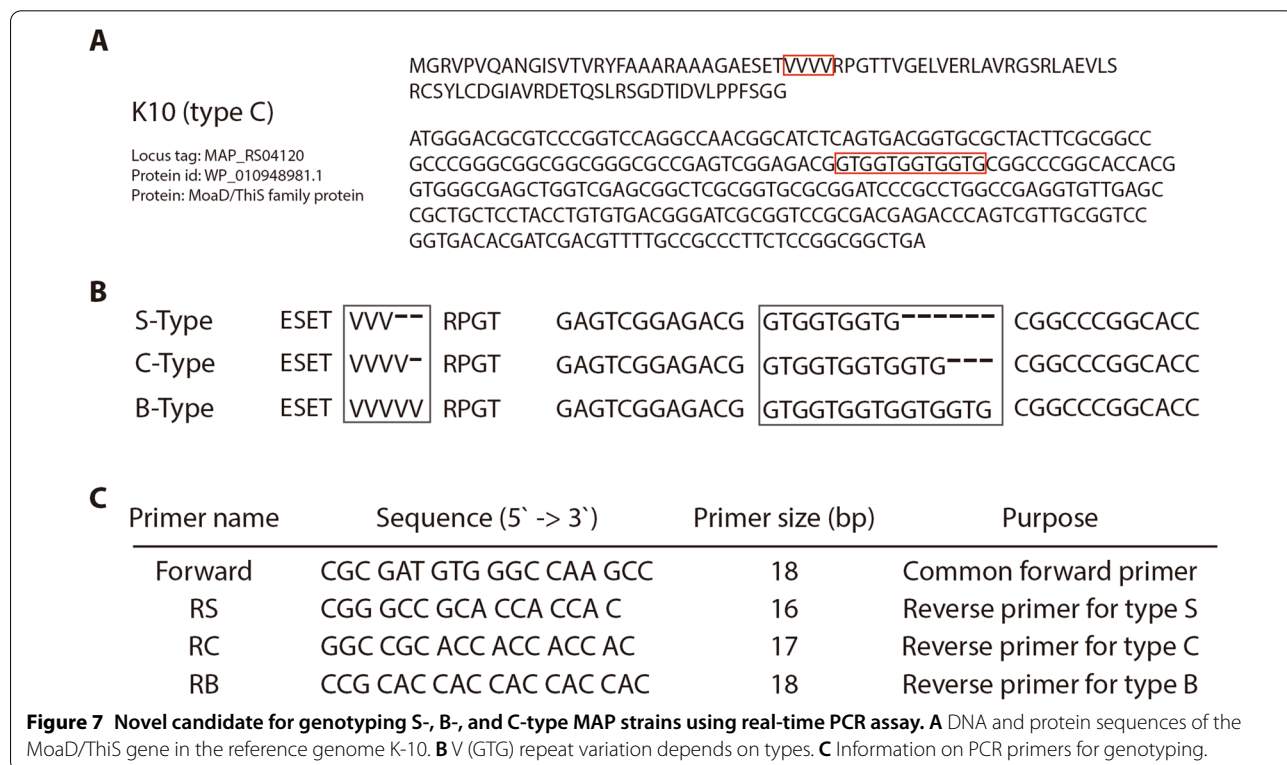 A
K10 (type C)
Locus tag: MAP_RS04120
Protein id: WP_010948981.1
Protein: MoaD/ThiS family protein
MGRVPVQANGISVTVRYFAAARAAAGAESETVVVVRPGTTVGELVERLAVRGSRLAEVLS
RCSYLCDGIAVRDETQSLRSGDTIDVLPPFSGG
ATGGGACGCGTCCCGGTCCAGGCCAACGGCATCTCAGTGACGGTGCGCTACTTCGCGGCC
GCCCGGGCGGCGGCGGGCGCCGAGTCGGAGACGGTGGTGGTGGTGCGGCCCGGCACCACG
GTGGGCGAGCTGGTCGAGCGGCTCGCGGTGCGCGGATCCCGCCTGGCCGAGGTGTTGAGC
CGCTGCTCCTACCTGTGTGACGGGATCGCGGTCCGCGACGAGACCCAGTCGTTGCGGTCC
GGTGACACGATCGACGTTTTGCCGCCCTTCTCCGGCGGCTGA
B
S-Type ESET VVV-- RPGT GAGTCGGAGACG GTGGTGGTG------ CGGCCCGGCACC
C-Type ESET VVVV- RPGT GAGTCGGAGACG GTGGTGGTGGTG--- CGGCCCGGCACC
B-Type ESET VVVVV RPGT GAGTCGGAGACG GTGGTGGTGGTGGTG CGGCCCGGCACC
C
Primer name Sequence (5` -> 3`) Primer size (bp) Purpose
Forward CGC GAT GTG GGC CAA GCC 18 Common forward primer
RS CGG GCC GCA CCA CCA C 16 Reverse primer for type S
RC GGC CGC ACC ACC ACC AC 17 Reverse primer for type C
RB CCG CAC CAC CAC CAC CAC 18 Reverse primer for type B
Figure 7 Novel candidate for genotyping S-, B-, and C-type MAP strains using real-time PCR assay. A DNA and protein sequences of the
MoaD/ThiS gene in the reference genome K-10. B V (GTG) repeat variation depends on types. C Information on PCR primers for genotyping.